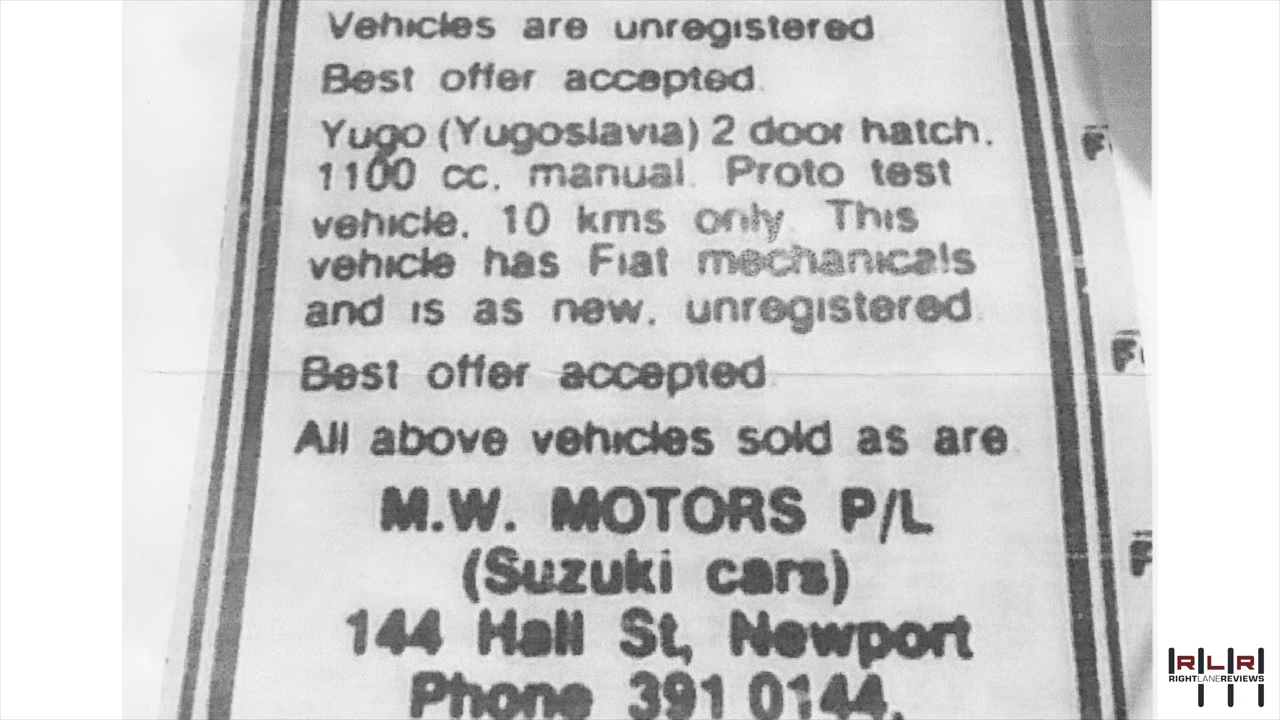 Vehicles are unregistered
Best offer accepted.
Yugo (Yugoslavia) 2 door hatch.
1100 cc. manual. Proto test
vehicle. 10 kms only. This
vehicle has Fiat mechanicals
and is as new. unregistered.
Best offer accepted.
All above vehicles sold as are.
M.W. MOTORS P/L
(Suzuki cars)
144 Hall St, Newport
Phone 391 0144.
RLR
RIGHTLANEREVIEWS